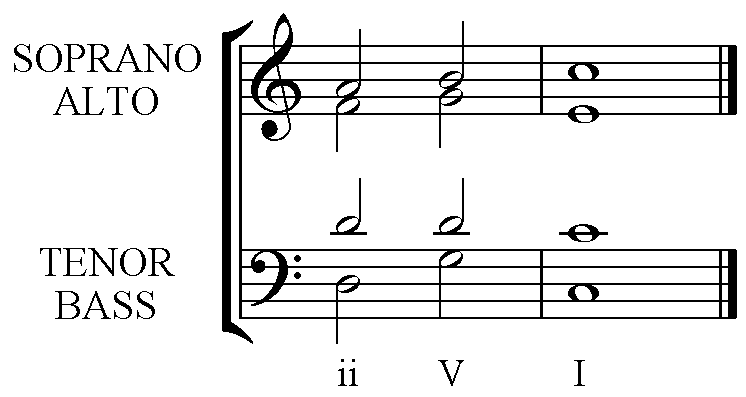 SOPRANO
ALTO
TENOR
BASS
ii V I